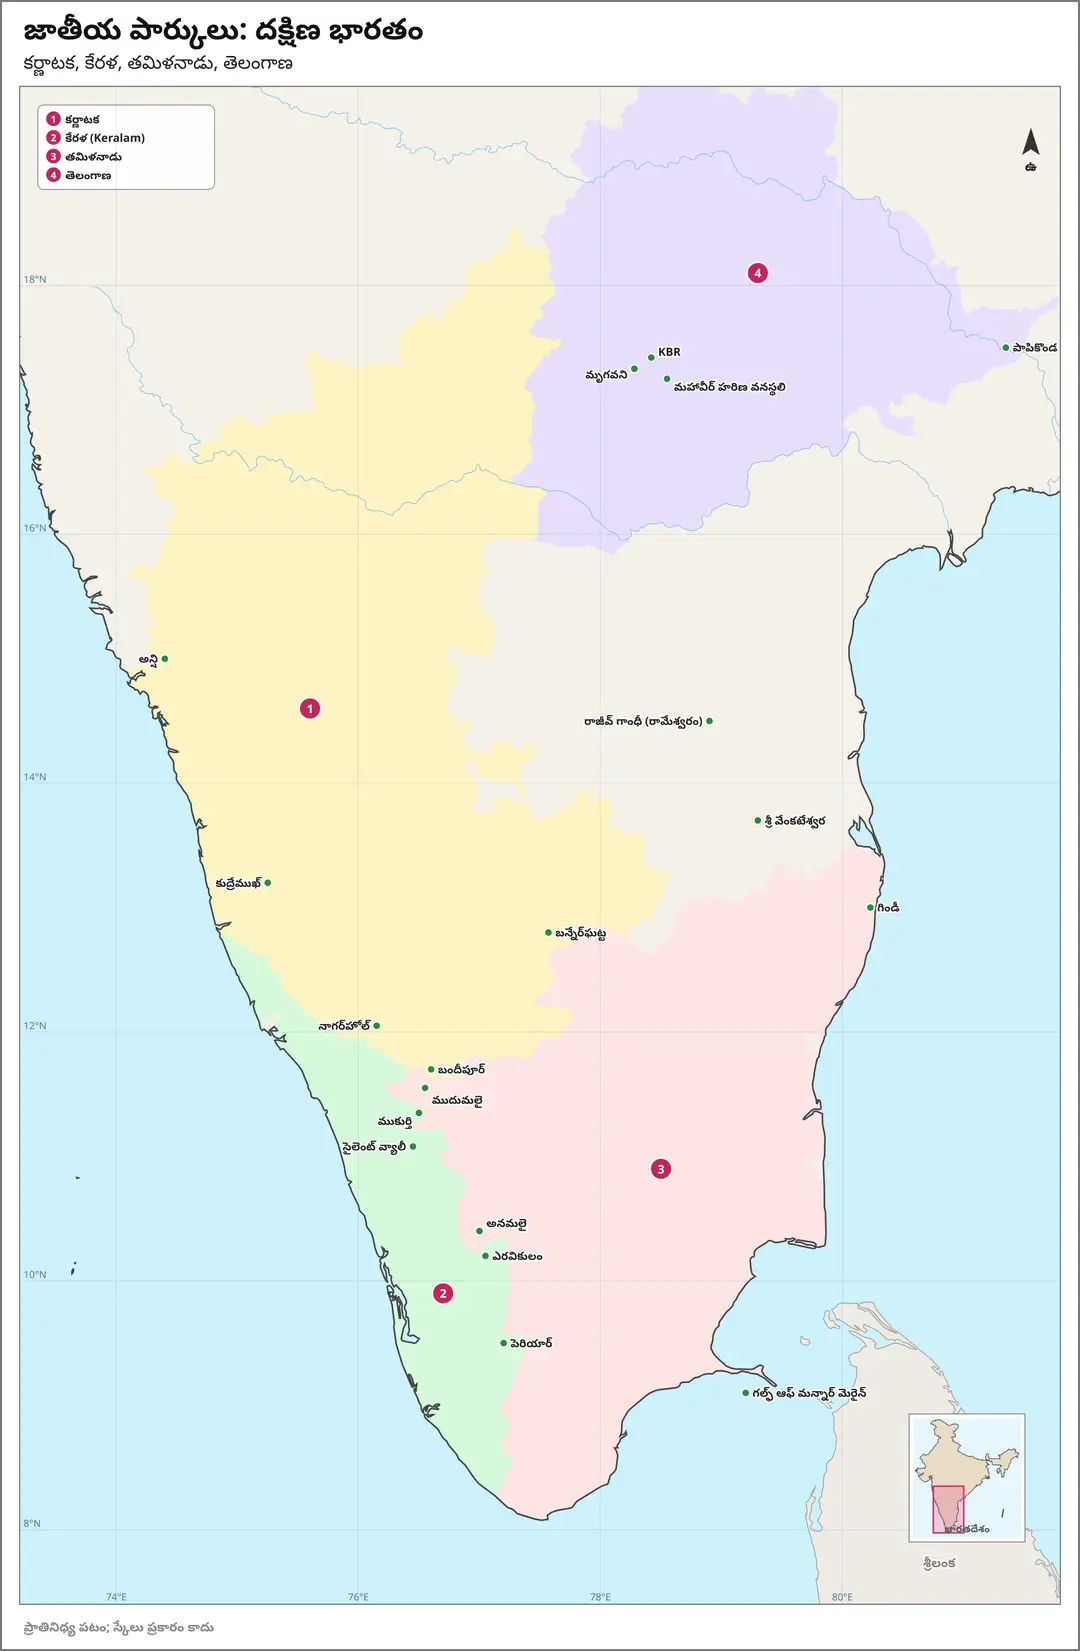 జాతీయ పార్కులు: దక్షిణ భారతం
కర్ణాటక, కేరళ, తమిళనాడు, తెలంగాణ
1 కర్ణాటక
2 కేరళ (Keralam)
3 తమిళనాడు
4 తెలంగాణ
ఉ
18°N
4
KBR
పాపికొండ
మృగవని
మహావీర్ హరిణ వనస్థలి
16°N
అన్షి
1
రాజీవ్ గాంధీ (రామేశ్వరం)
14°N
శ్రీ వేంకటేశ్వర
కుద్రేముఖ్
గిండీ
బన్నేర్‌ఘట్ట
12°N
నాగర్‌హోల్
బందీపూర్
ముదుమలై
ముకుర్తి
సైలెంట్ వ్యాలీ
3
అనమలై
ఎరవికులం
10°N
2
పెరియార్
గల్ఫ్ ఆఫ్ మన్నార్ మెరైన్
8°N
భారతదేశం
శ్రీలంక
74°E
76°E
78°E
80°E
ప్రాతినిధ్య పటం; స్కేలు ప్రకారం కాదు